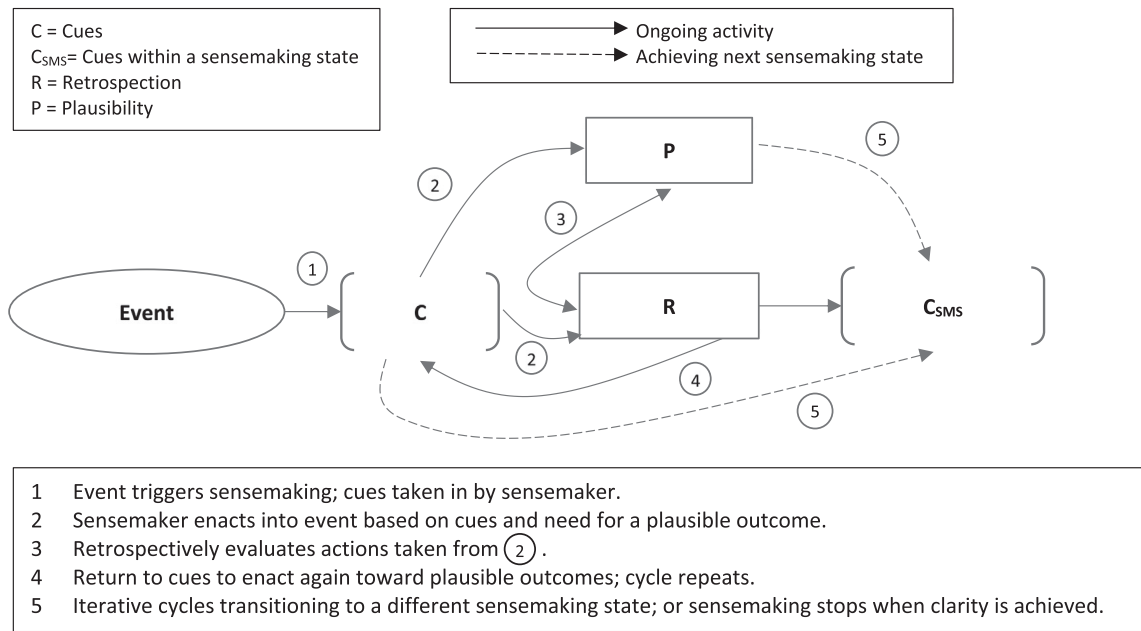 C = Cues
CSMS= Cues within a sensemaking state
R = Retrospection
P = Plausibility
Ongoing activity
Achieving next sensemaking state
P
5
2
3
1
Event
C
R
CSMS
2
4
5
1 Event triggers sensemaking; cues taken in by sensemaker.
2 Sensemaker enacts into event based on cues and need for a plausible outcome.
3 Retrospectively evaluates actions taken from 2 .
4 Return to cues to enact again toward plausible outcomes; cycle repeats.
5 Iterative cycles transitioning to a different sensemaking state; or sensemaking stops when clarity is achieved.